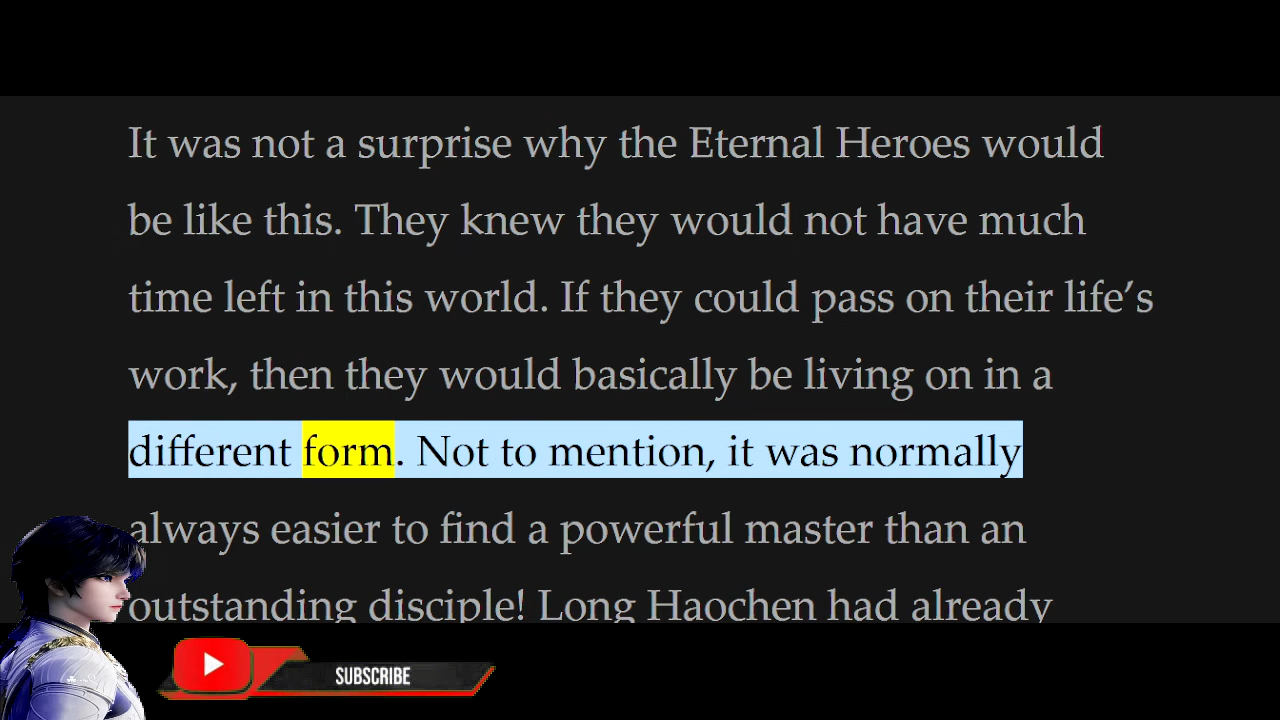 It was not a surprise why the Eternal Heroes would
be like this. They knew they would not have much
time left in this world. If they could pass on their life’s
work, then they would basically be living on in a
different form. Not to mention, it was normally
always easier to find a powerful master than an
outstanding disciple! Long Haochen had already
SUBSCRIBE